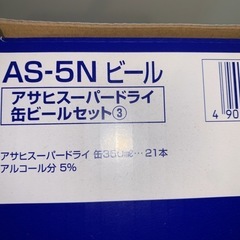 AS-5N ビール
アサヒスーパードライ
缶ビールセット③
アサヒスーパードライ 缶350㎖…21本
アルコール分 5%
4 90